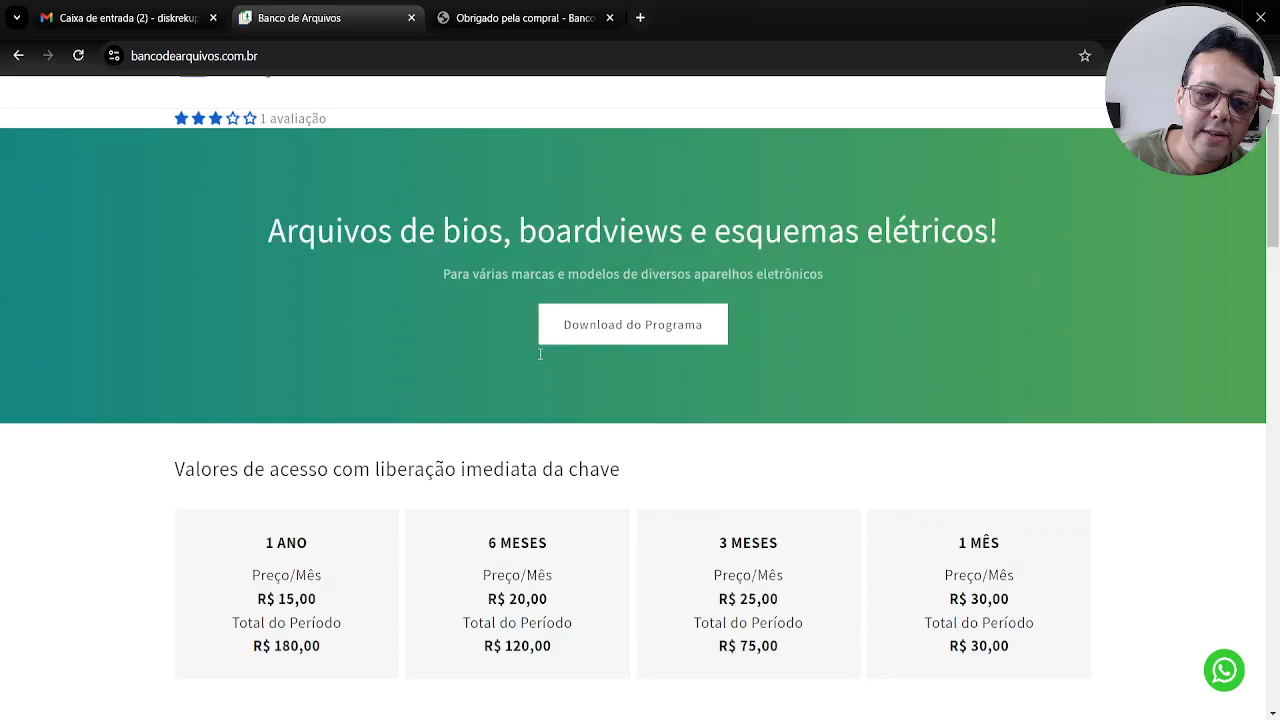 Caixa de entrada (2) - diskreku
Banco de Arquivos
Obrigado pela compra! - Banco
bancodearquivos.com.br
1 avaliação
Arquivos de bios, boardviews e esquemas elétricos!
Para várias marcas e modelos de diversos aparelhos eletrônicos
Download do Programa
Valores de acesso com liberação imediata da chave
1 ANO
Preço/Mês
R$ 15,00
Total do Período
R$ 180,00
6 MESES
Preço/Mês
R$ 20,00
Total do Período
R$ 120,00
3 MESES
Preço/Mês
R$ 25,00
Total do Período
R$ 75,00
1 MÊS
Preço/Mês
R$ 30,00
Total do Período
R$ 30,00